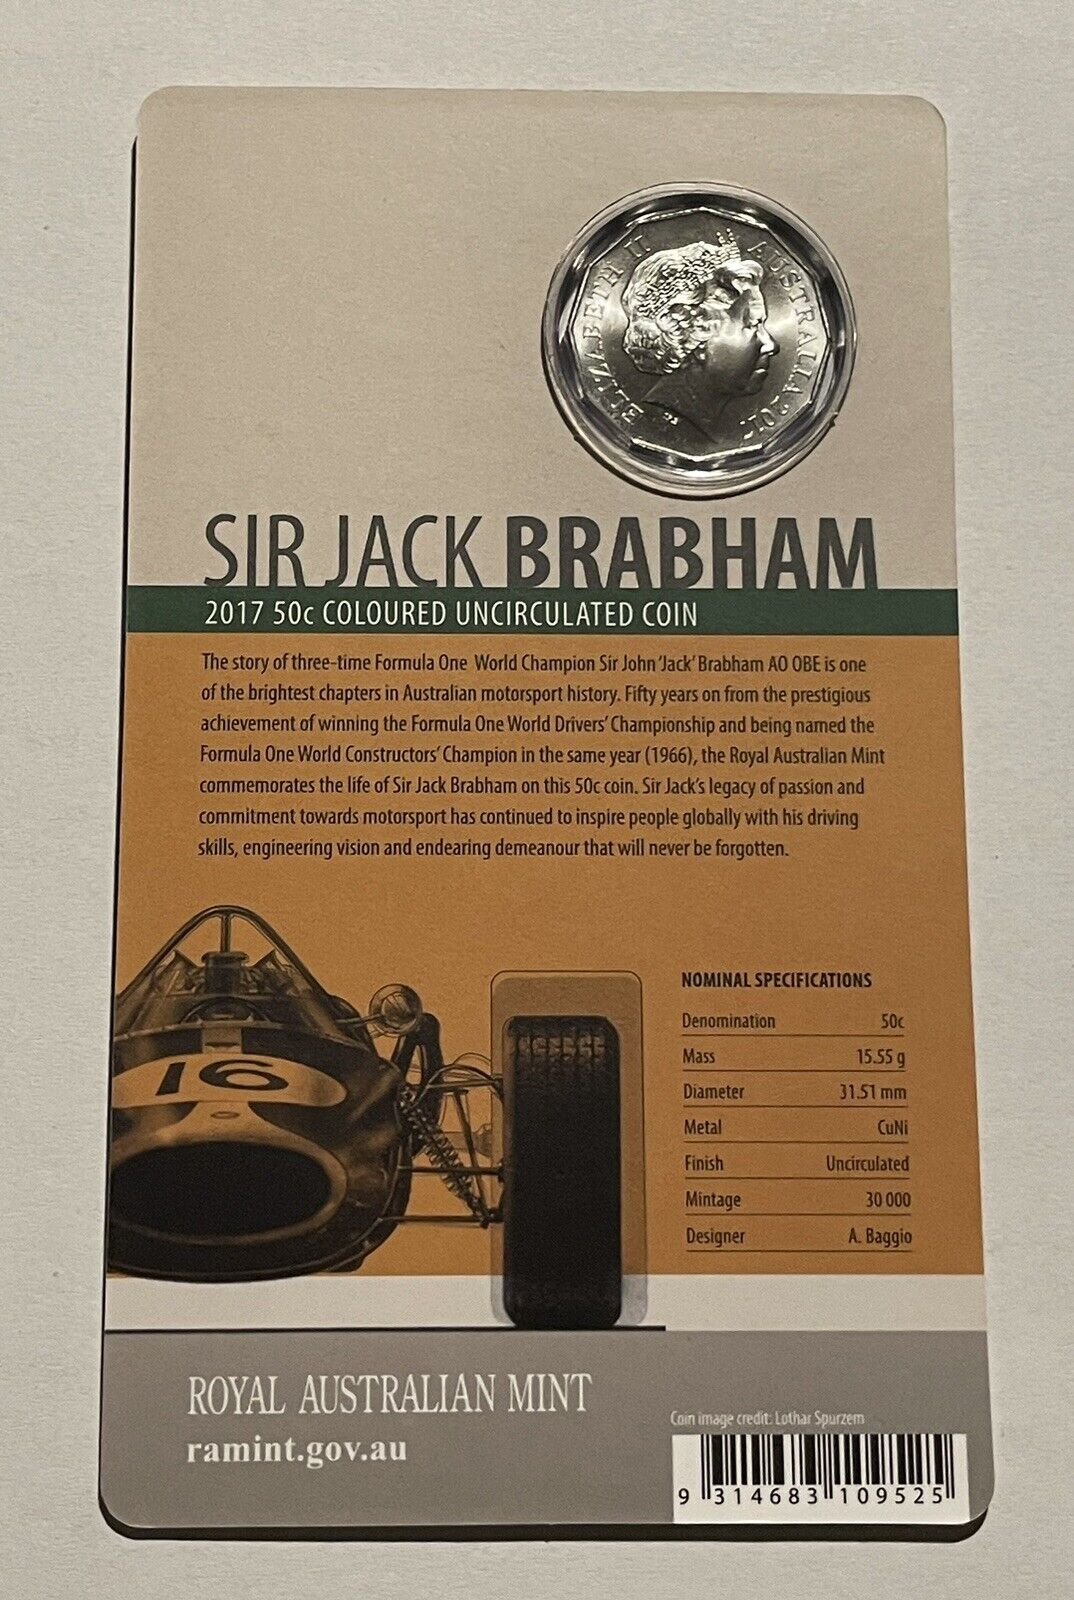 ELIZABETH II AUSTRALIA 2017
SIR JACK BRABHAM
2017 50c COLOURED UNCIRCULATED COIN
The story of three-time Formula One World Champion Sir John 'Jack' Brabham AO OBE is one
of the brightest chapters in Australian motorsport history. Fifty years on from the prestigious
achievement of winning the Formula One World Drivers' Championship and being named the
Formula One World Constructors' Champion in the same year (1966), the Royal Australian Mint
commemorates the life of Sir Jack Brabham on this 50c coin. Sir Jack's legacy of passion and
commitment towards motorsport has continued to inspire people globally with his driving
skills, engineering vision and endearing demeanour that will never be forgotten.
16
NOMINAL SPECIFICATIONS
Denomination 50c
Mass 15.55 g
Diameter 31.51 mm
Metal CuNi
Finish Uncirculated
Mintage 30 000
Designer A. Baggio
ROYAL AUSTRALIAN MINT
ramint.gov.au
Coin image credit: Lothar Spurzem
9 314683 109525